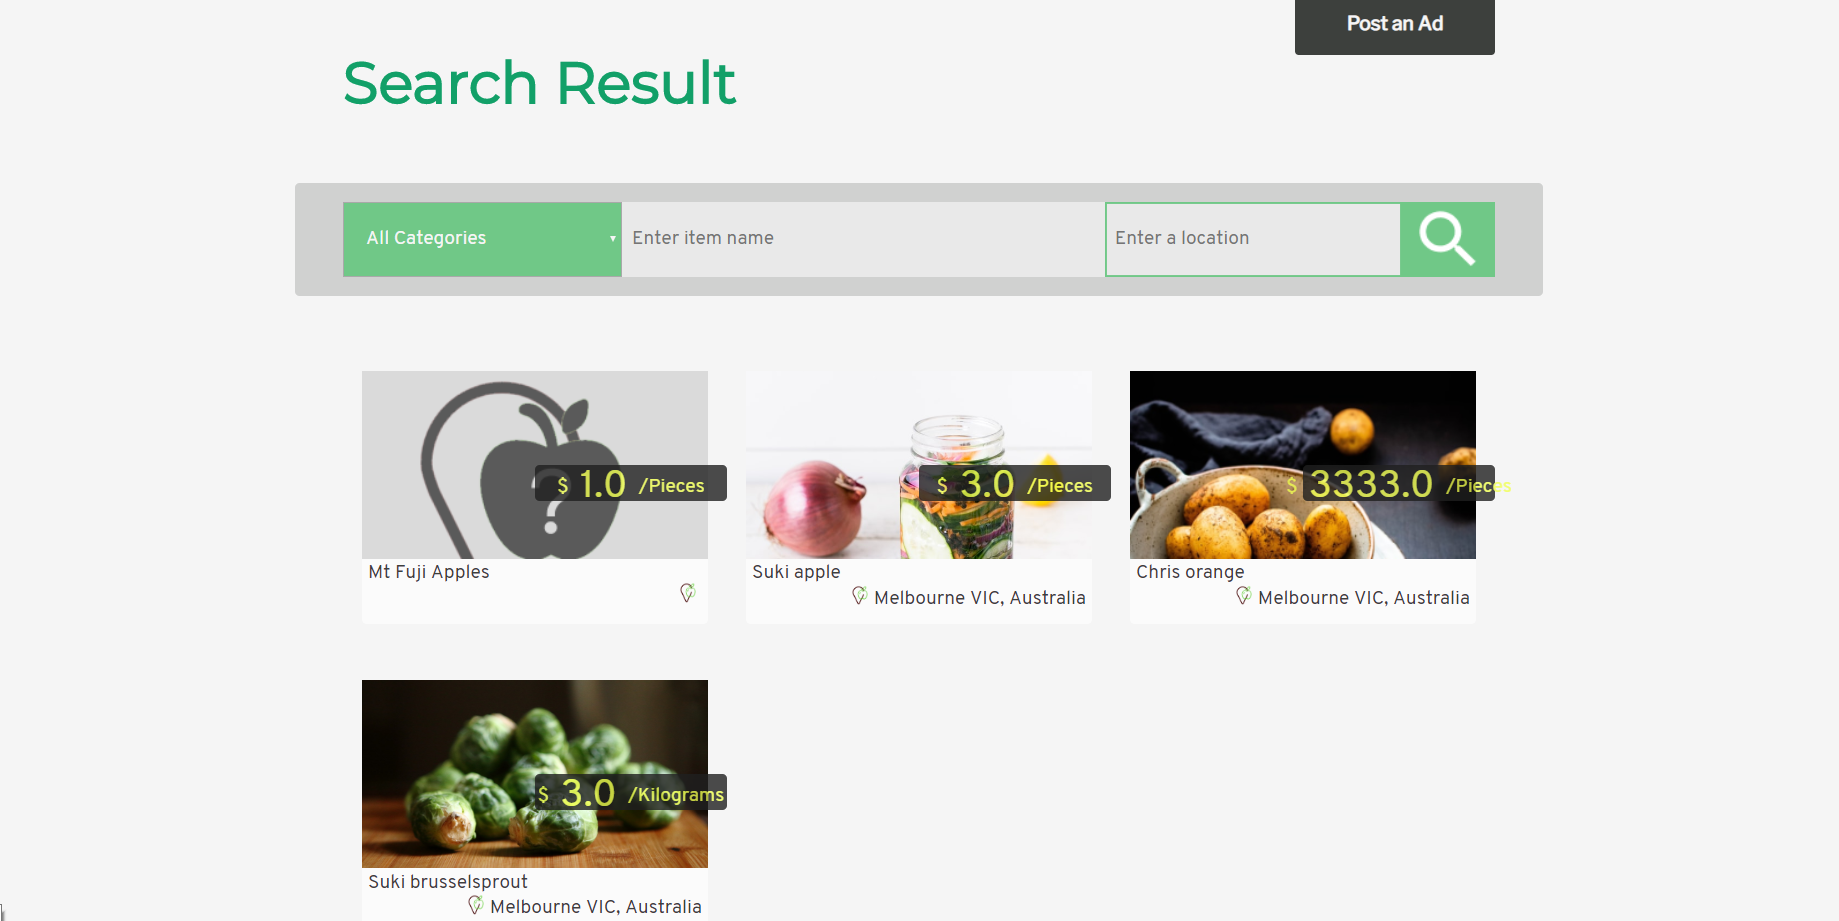 Post an Ad
Search Result
All Categories
Enter item name
Enter a location
?
$ 1.0 /Pieces
Mt Fuji Apples
$ 3.0 /Pieces
Suki apple
Melbourne VIC, Australia
$ 3333.0 /Pieces
Chris orange
Melbourne VIC, Australia
$ 3.0 /Kilograms
Suki brusselsprout
Melbourne VIC, Australia